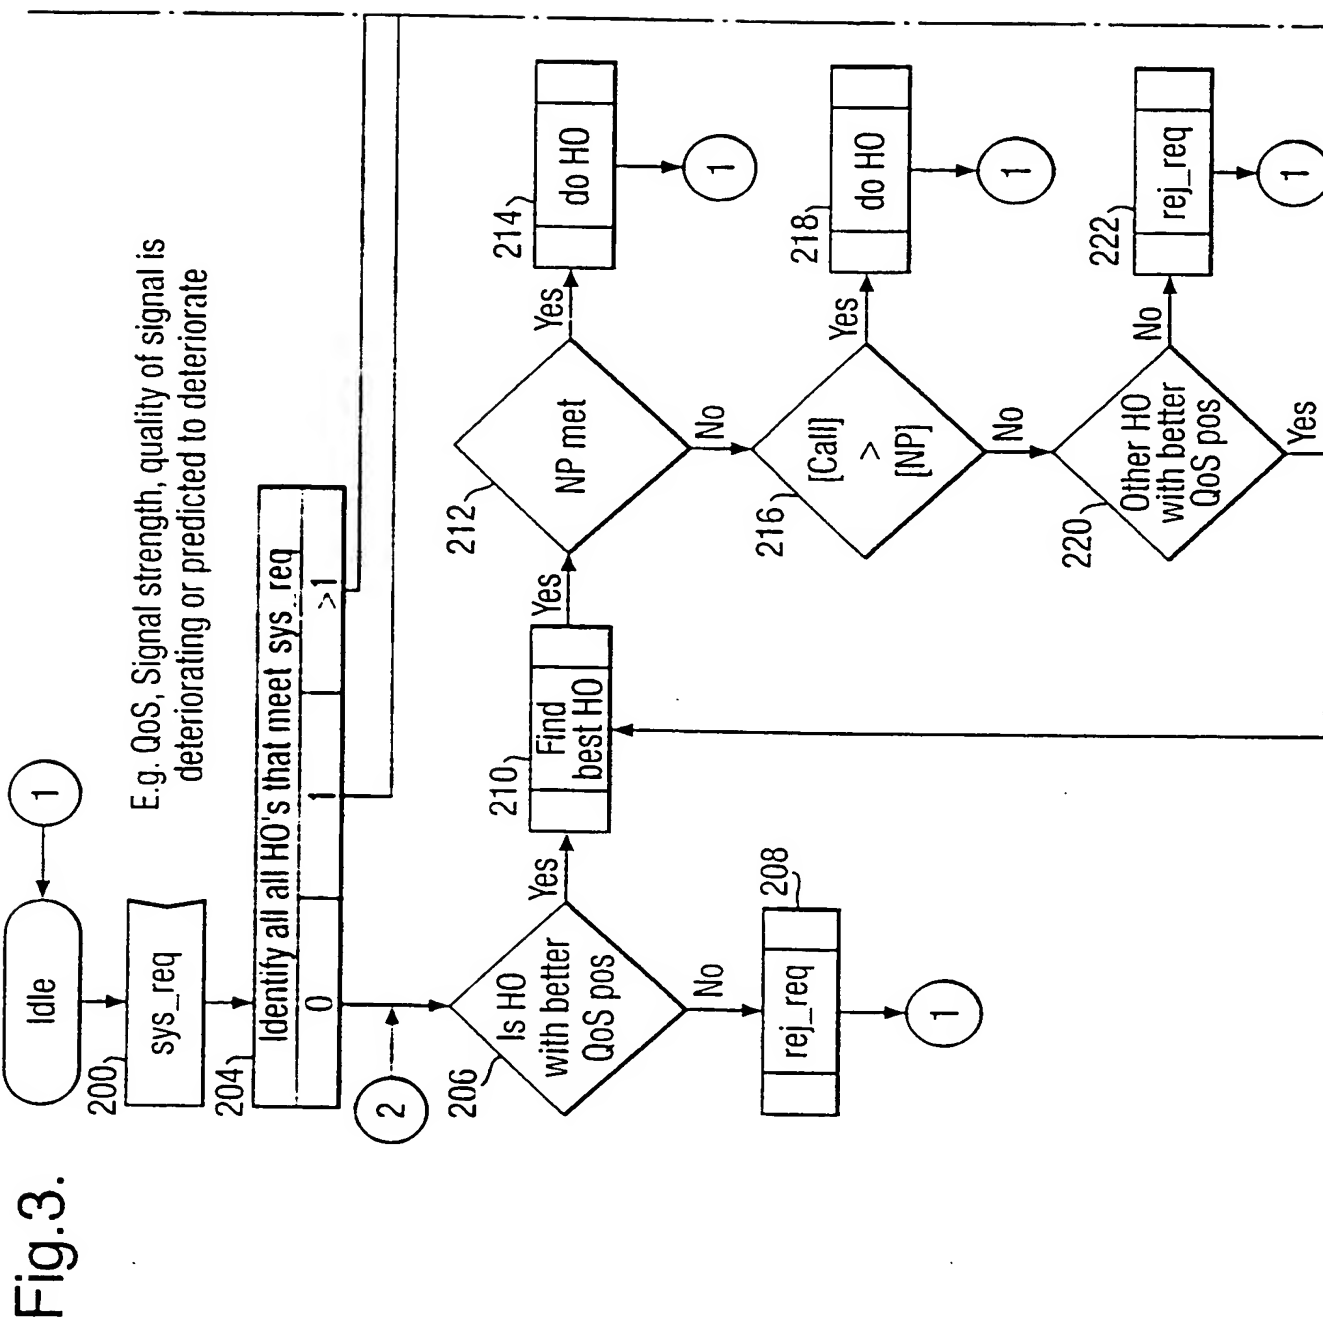 Fig.3.
Idle
1
200
sys_req
E.g. QoS, Signal strength, quality of signal is
deteriorating or predicted to deteriorate
204
Identify all all HO's that meet sys_req
0
1
>1
2
206
Is HO
with better
QoS pos
Yes
No
208
rej_req
1
210
Find
best HO
Yes
212
NP met
Yes
No
214
do HO
1
216
[Call]
>
[NP]
Yes
No
218
do HO
1
220
Other HO
with better
QoS pos
No
Yes
222
rej_req
1